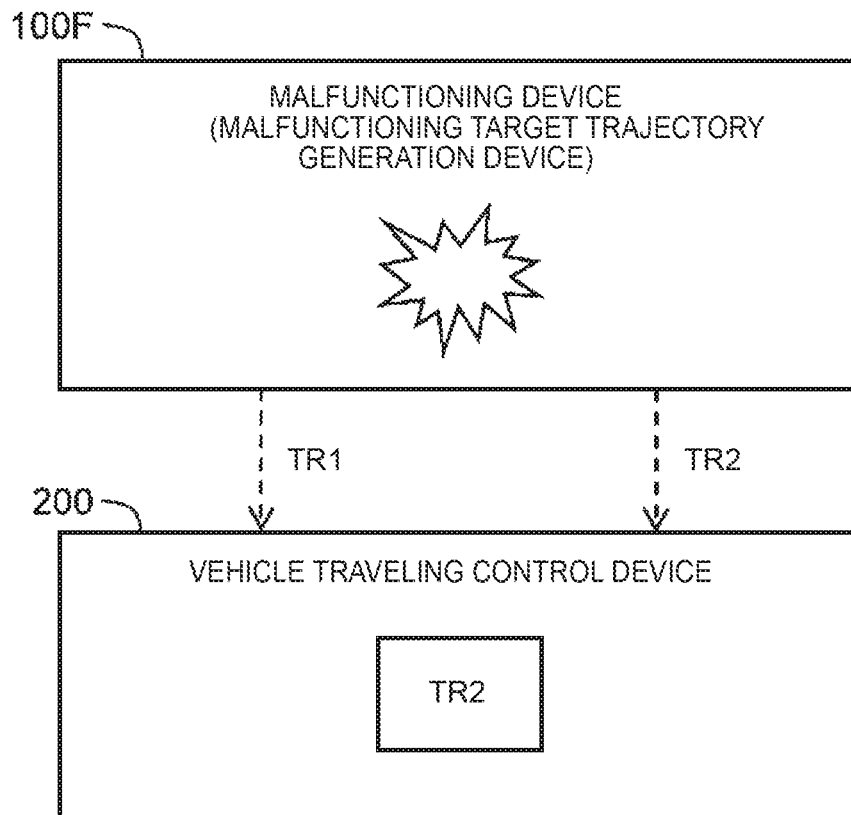 100F
MALFUNCTIONING DEVICE
(MALFUNCTIONING TARGET TRAJECTORY
GENERATION DEVICE)
TR1
TR2
200
VEHICLE TRAVELING CONTROL DEVICE
TR2